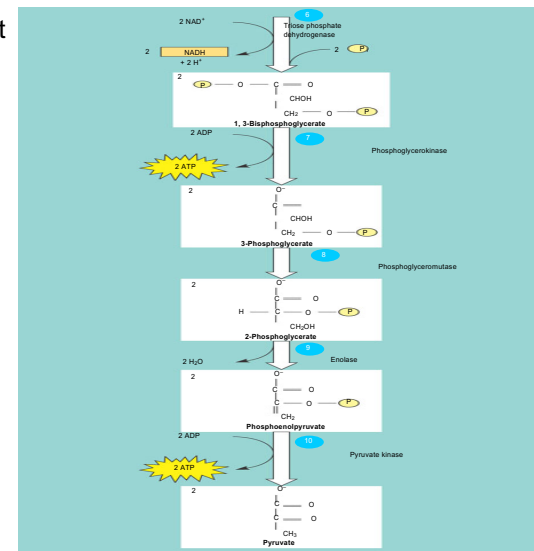 t
6
2 NAD⁺
Triose phosphate
dehydrogenase
2 P
2 NADH
+ 2 H⁺
2
P O C O
CHOH
CH₂ O P
1, 3-Bisphosphoglycerate
2 ADP
7
Phosphoglycerokinase
2 ATP
2
O⁻
C
CHOH
CH₂ O P
3-Phosphoglycerate
8
Phosphoglyceromutase
2
O⁻
C O
H C O P
CH₂OH
2-Phosphoglycerate
9
Enolase
2 H₂O
2
O⁻
C O
C O P
CH₂
Phosphoenolpyruvate
2 ADP
10
Pyruvate kinase
2 ATP
2
O⁻
C O
C O
CH₃
Pyruvate